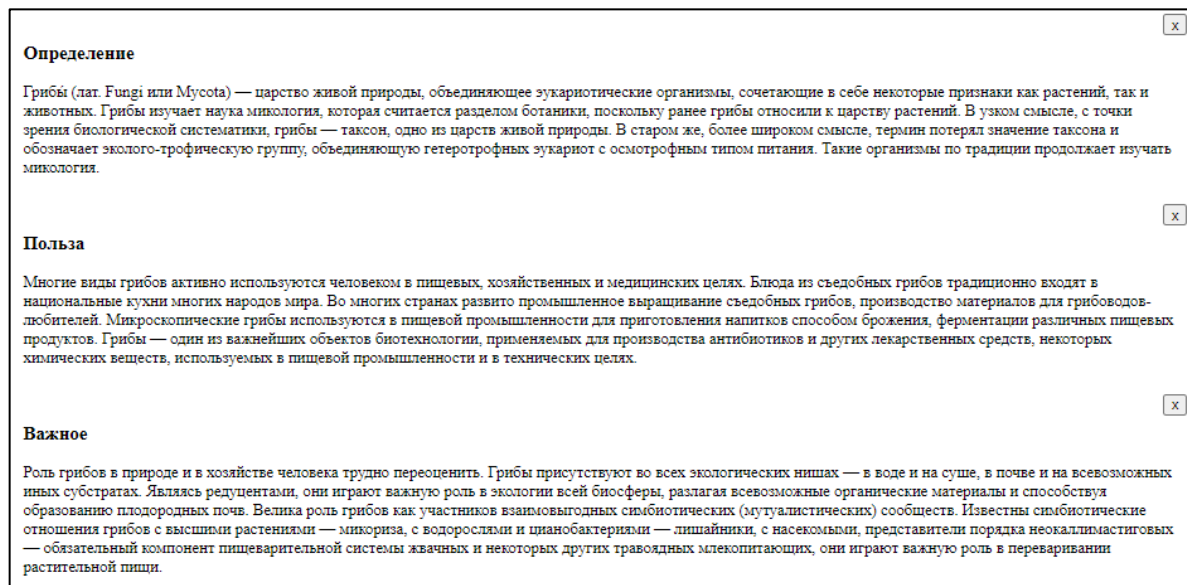 x
Определение
Грибы́ (лат. Fungi или Mycota) — царство живой природы, объединяющее эукариотические организмы, сочетающие в себе некоторые признаки как растений, так и
животных. Грибы изучает наука микология, которая считается разделом ботаники, поскольку ранее грибы относили к царству растений. В узком смысле, с точки
зрения биологической систематики, грибы — таксон, одно из царств живой природы. В старом же, более широком смысле, термин потерял значение таксона и
обозначает эколого-трофическую группу, объединяющую гетеротрофных эукариот с осмотрофным типом питания. Такие организмы по традиции продолжает изучать
микология.
x
Польза
Многие виды грибов активно используются человеком в пищевых, хозяйственных и медицинских целях. Блюда из съедобных грибов традиционно входят в
национальные кухни многих народов мира. Во многих странах развито промышленное выращивание съедобных грибов, производство материалов для грибоводов-
любителей. Микроскопические грибы используются в пищевой промышленности для приготовления напитков способом брожения, ферментации различных пищевых
продуктов. Грибы — один из важнейших объектов биотехнологии, применяемых для производства антибиотиков и других лекарственных средств, некоторых
химических веществ, используемых в пищевой промышленности и в технических целях.
x
Важное
Роль грибов в природе и в хозяйстве человека трудно переоценить. Грибы присутствуют во всех экологических нишах — в воде и на суше, в почве и на всевозможных
иных субстратах. Являясь редуцентами, они играют важную роль в экологии всей биосферы, разлагая всевозможные органические материалы и способствуя
образованию плодородных почв. Велика роль грибов как участников взаимовыгодных симбиотических (мутуалистических) сообществ. Известны симбиотические
отношения грибов с высшими растениями — микориза, с водорослями и цианобактериями — лишайники, с насекомыми, представители порядка неокаллимастиговых
— обязательный компонент пищеварительной системы жвачных и некоторых других травоядных млекопитающих, они играют важную роль в переваривании
растительной пищи.